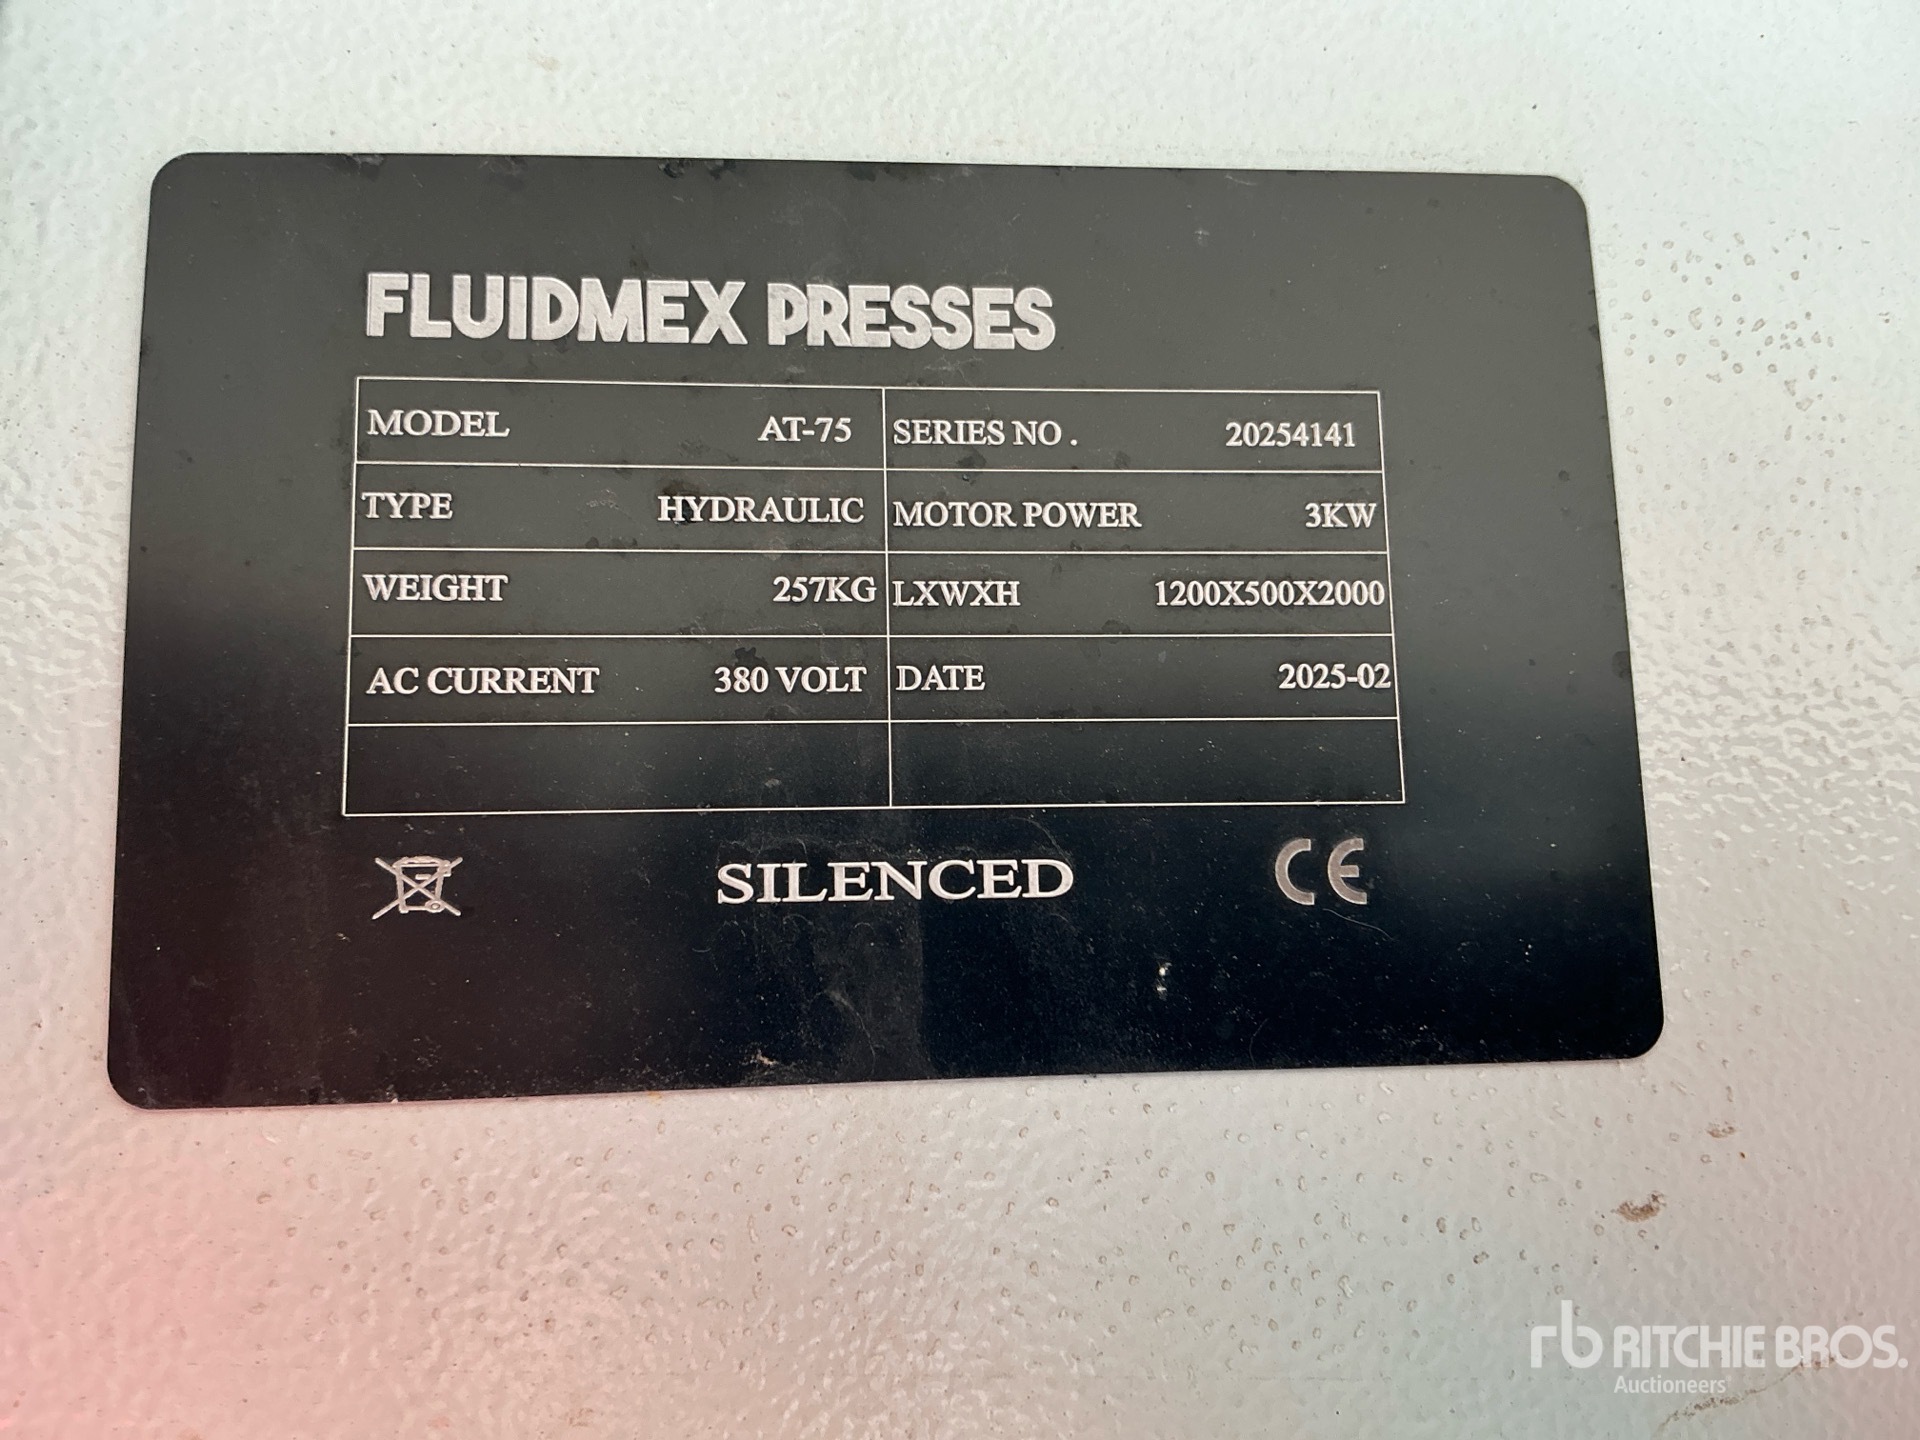 FLUIDMEX PRESSES
MODEL AT-75 SERIES NO . 20254141
TYPE HYDRAULIC MOTOR POWER 3KW
WEIGHT 257KG LXWXH 1200X500X2000
AC CURRENT 380 VOLT DATE 2025-02
SILENCED CE
rb RITCHIE BROS.
Auctioneers